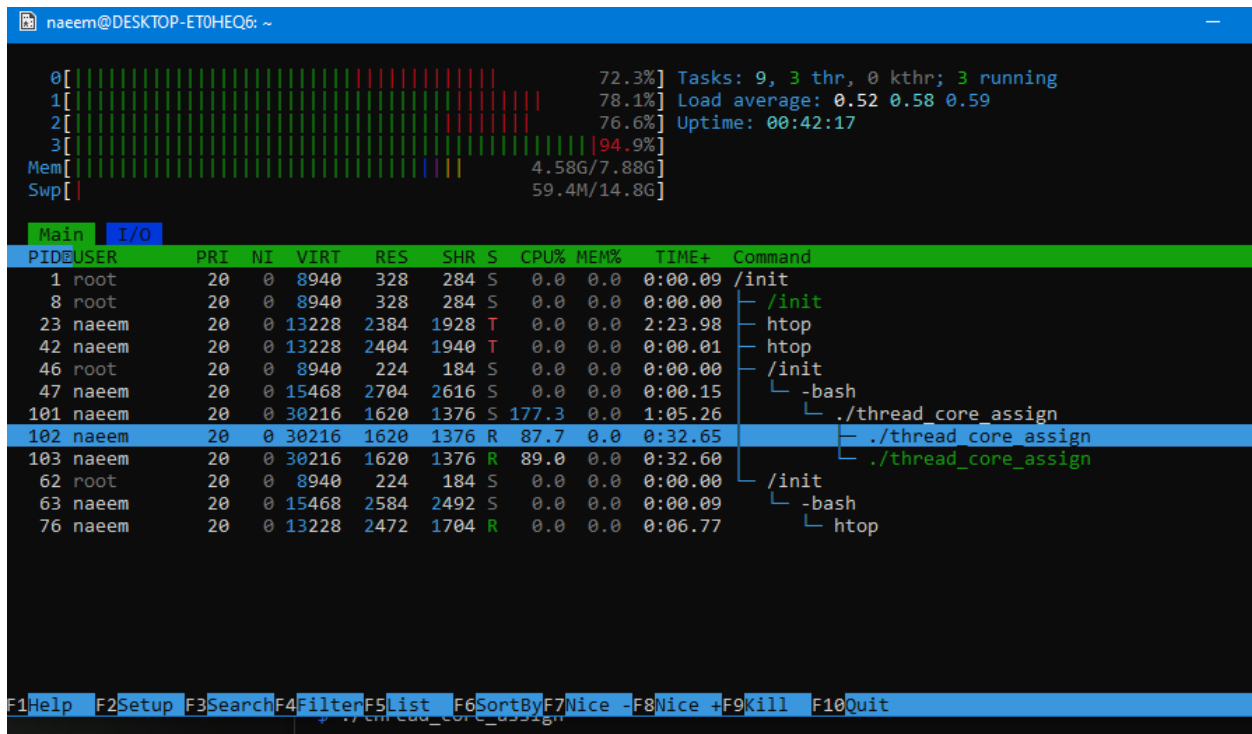 naeem@DESKTOP-ET0HEQ6: ~
0[ 72.3%] Tasks: 9, 3 thr, 0 kthr; 3 running
1[ 78.1%] Load average: 0.52 0.58 0.59
2[ 76.6%] Uptime: 00:42:17
3[ 94.9%]
Mem[ 4.58G/7.88G]
Swp[ 59.4M/14.8G]
Main I/O
PID USER PRI NI VIRT RES SHR S CPU% MEM% TIME+ Command
1 root 20 0 8940 328 284 S 0.0 0.0 0:00.09 /init
8 root 20 0 8940 328 284 S 0.0 0.0 0:00.00 ├─ /init
23 naeem 20 0 13228 2384 1928 T 0.0 0.0 2:23.98 ├─ htop
42 naeem 20 0 13228 2404 1940 T 0.0 0.0 0:00.01 ├─ htop
46 root 20 0 8940 224 184 S 0.0 0.0 0:00.00 ├─ /init
47 naeem 20 0 15468 2704 2616 S 0.0 0.0 0:00.15 │ └─ -bash
101 naeem 20 0 30216 1620 1376 S 177.3 0.0 1:05.26 │ └─ ./thread_core_assign
102 naeem 20 0 30216 1620 1376 R 87.7 0.0 0:32.65 │ ├─ ./thread_core_assign
103 naeem 20 0 30216 1620 1376 R 89.0 0.0 0:32.60 │ └─ ./thread_core_assign
62 root 20 0 8940 224 184 S 0.0 0.0 0:00.00 └─ /init
63 naeem 20 0 15468 2584 2492 S 0.0 0.0 0:00.09 └─ -bash
76 naeem 20 0 13228 2472 1704 R 0.0 0.0 0:06.77 └─ htop
F1Help F2Setup F3SearchF4FilterF5List F6SortByF7Nice -F8Nice +F9Kill F10Quit
$ ./thread_core_assign